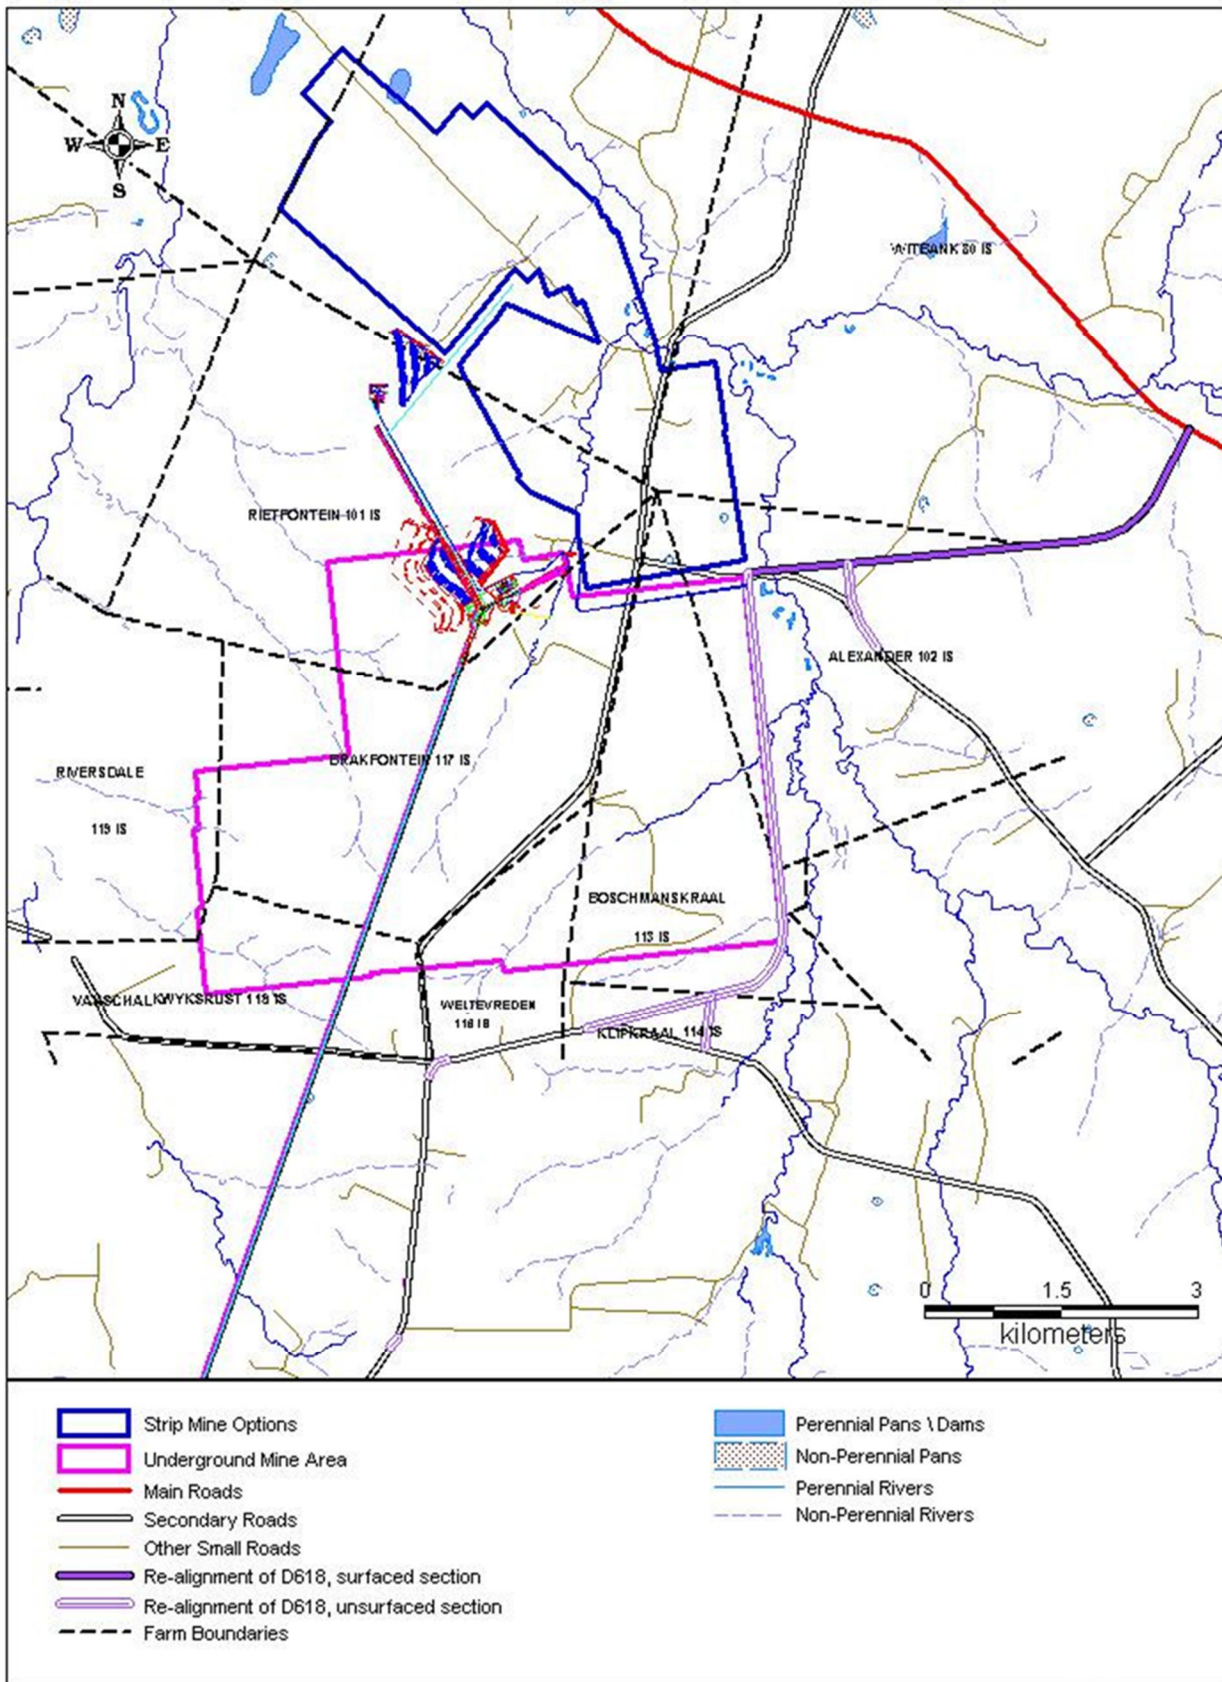 N
W E
S
WITBANK 80 IS
RIETFONTEIN 101 IS
ALEXANDER 102 IS
BRAKFONTEIN 117 IS
RIVERSDALE
119 IS
BOSCHMANSKRAAL
113 IS
VAASCHALKWYKSRUST 118 IS
WELTEVREDEN
116 IS
KLIPKRAAL 114 IS
0 1.5 3
kilometers
Strip Mine Options
Underground Mine Area
Main Roads
Secondary Roads
Other Small Roads
Re-alignment of D618, surfaced section
Re-alignment of D618, unsurfaced section
Farm Boundaries
Perennial Pans \ Dams
Non-Perennial Pans
Perennial Rivers
Non-Perennial Rivers